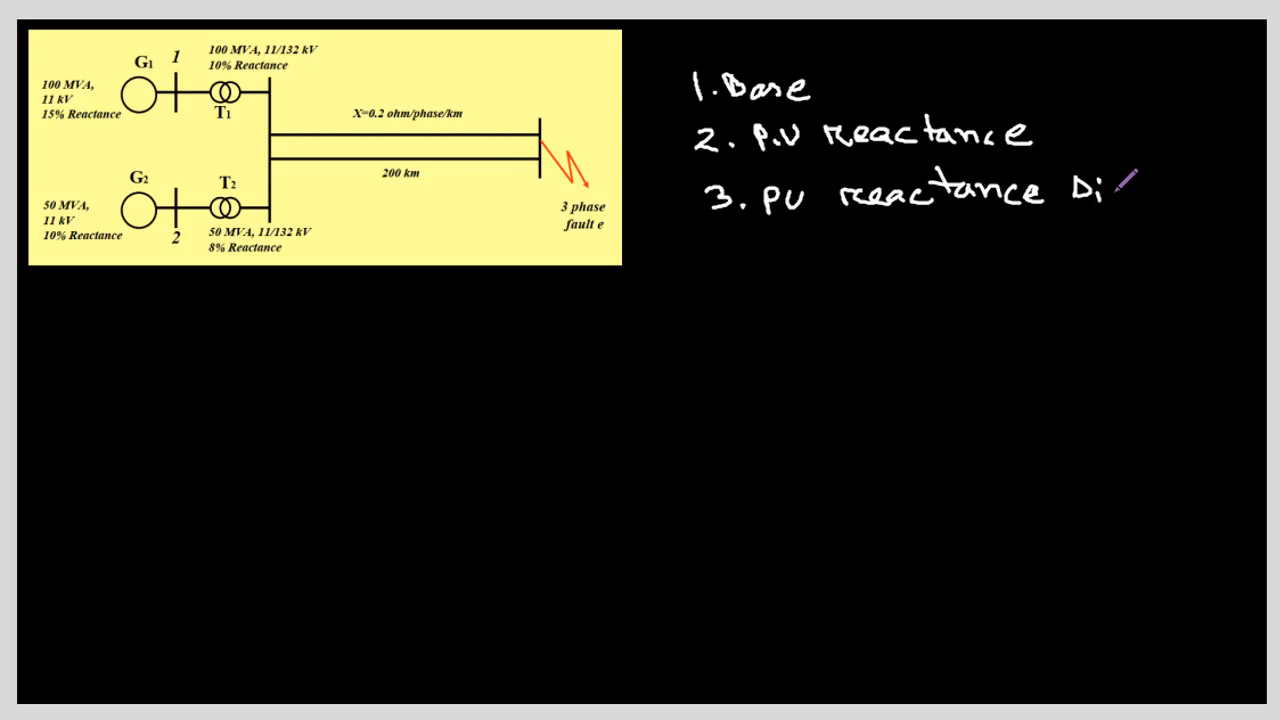 G1 1 100 MVA, 11/132 kV
10% Reactance
100 MVA,
11 kV
15% Reactance
T1
X=0.2 ohm/phase/km
G2
T2
200 km
50 MVA,
11 kV
10% Reactance
2
50 MVA, 11/132 kV
8% Reactance
3 phase
fault e
1. Base
2. P.U reactance
3. PU reactance Di